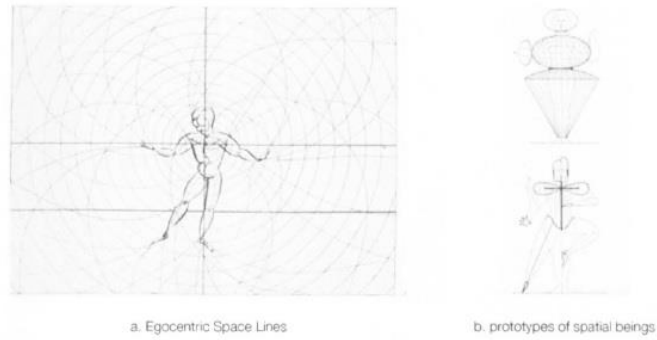 a. Egocentric Space Lines
b. prototypes of spatial beings